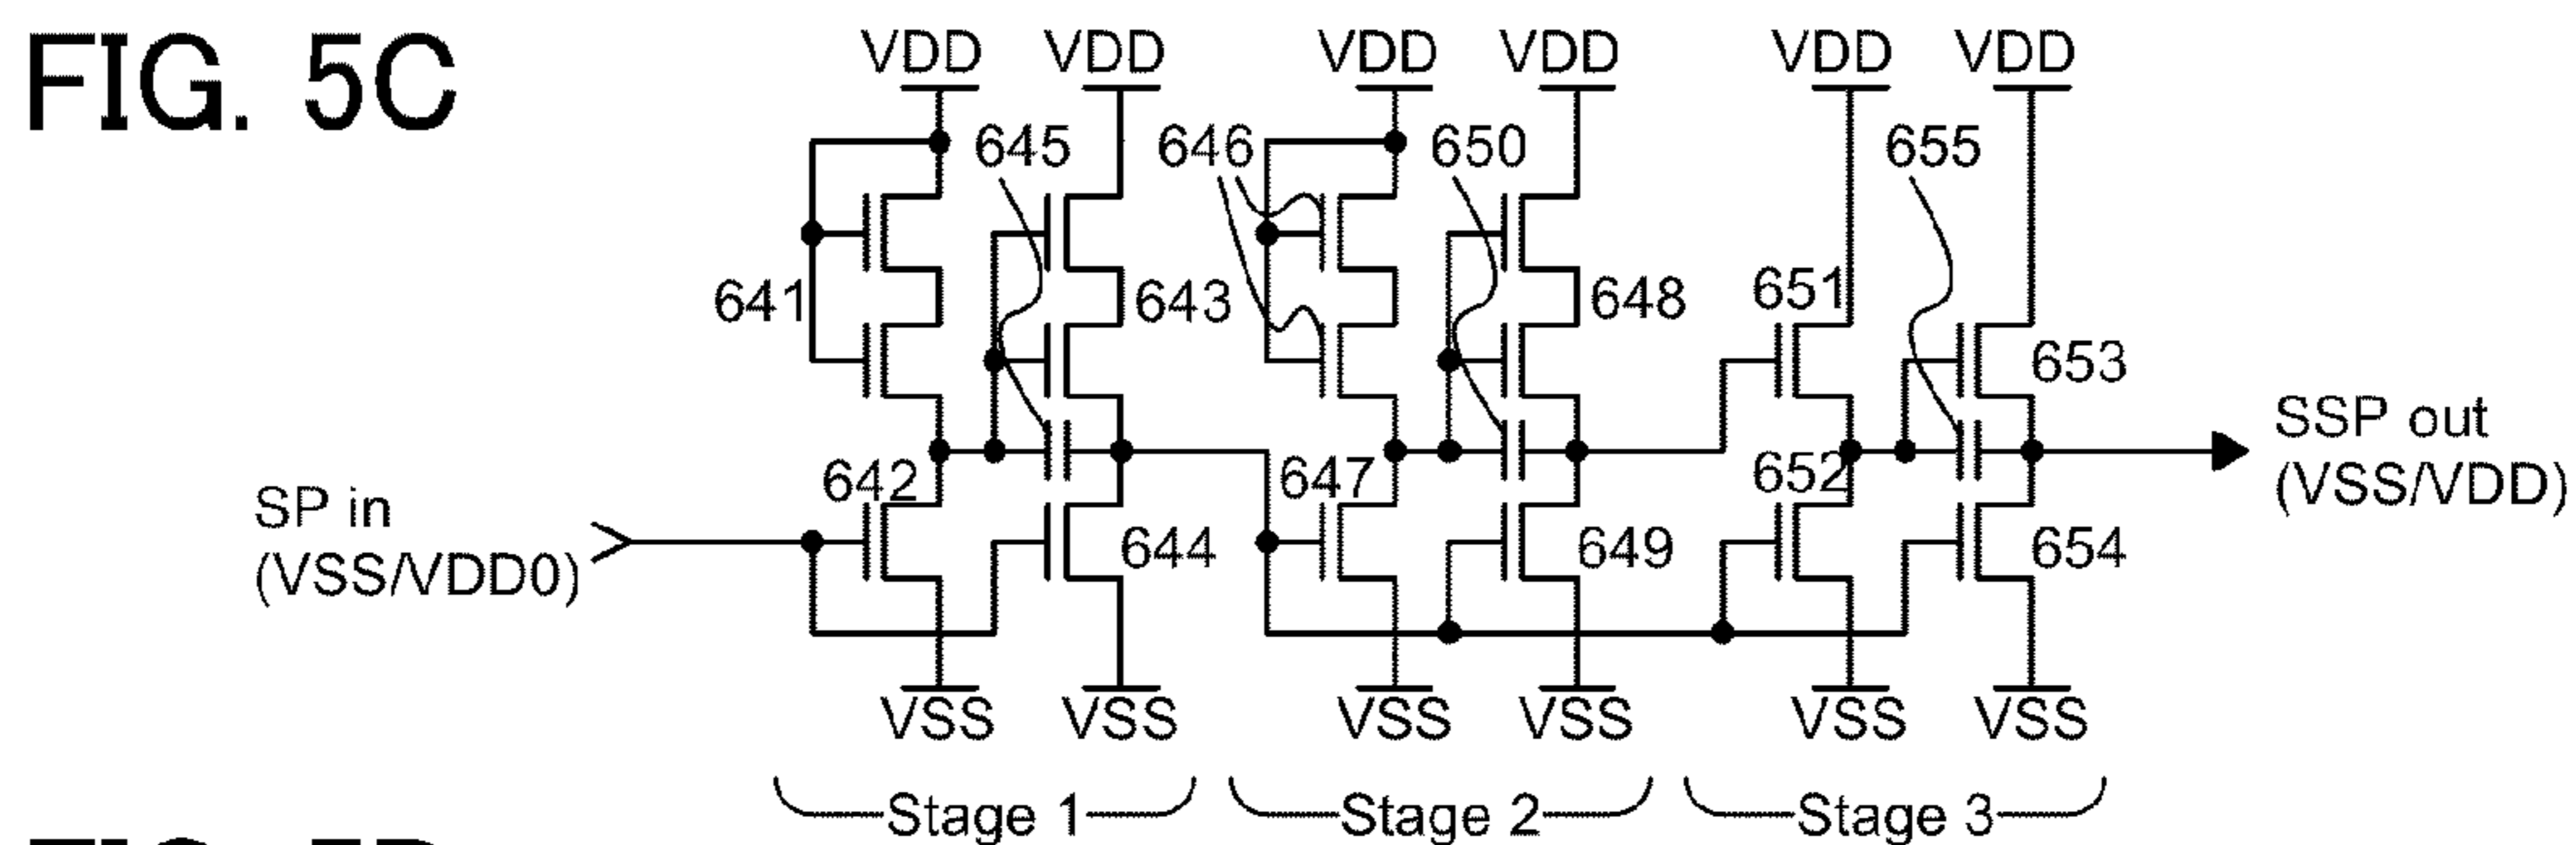 FIG. 5C
VDD VDD VDD VDD VDD VDD
645 646 650 655
641 643 648 651 653
642 644 647 649 652 654
SP in
(VSS/VDD0)
SSP out
(VSS/VDD)
VSS VSS VSS VSS VSS VSS
Stage 1 Stage 2 Stage 3